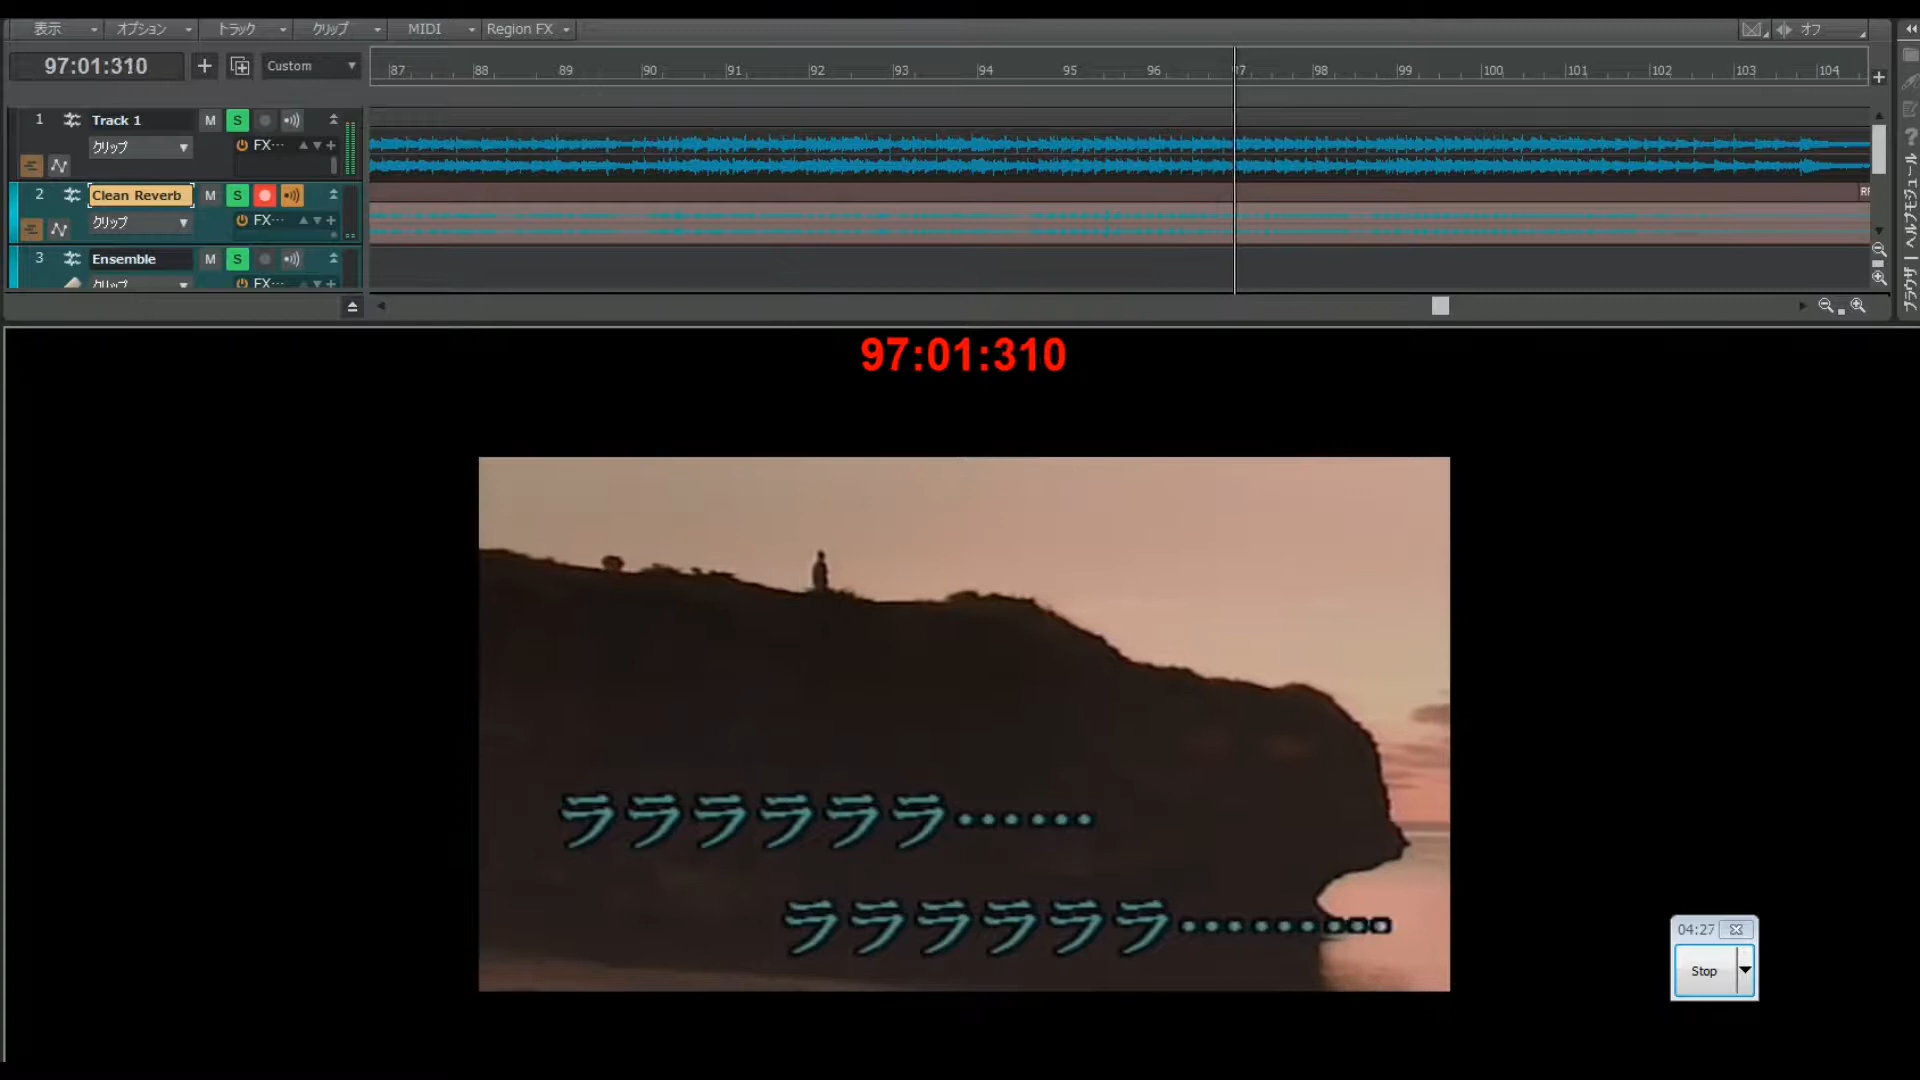 表示 オプション トラック クリップ MIDI Region FX オフ
97:01:310 Custom 87 88 89 90 91 92 93 94 95 96 97 98 99 100 101 102 103 104
1 Track 1 M S
クリップ FX...
2 Clean Reverb M S
クリップ FX...
3 Ensemble M S
クリップ FX...
97:01:310
ララララララ……
ララララララ………
04:27
Stop